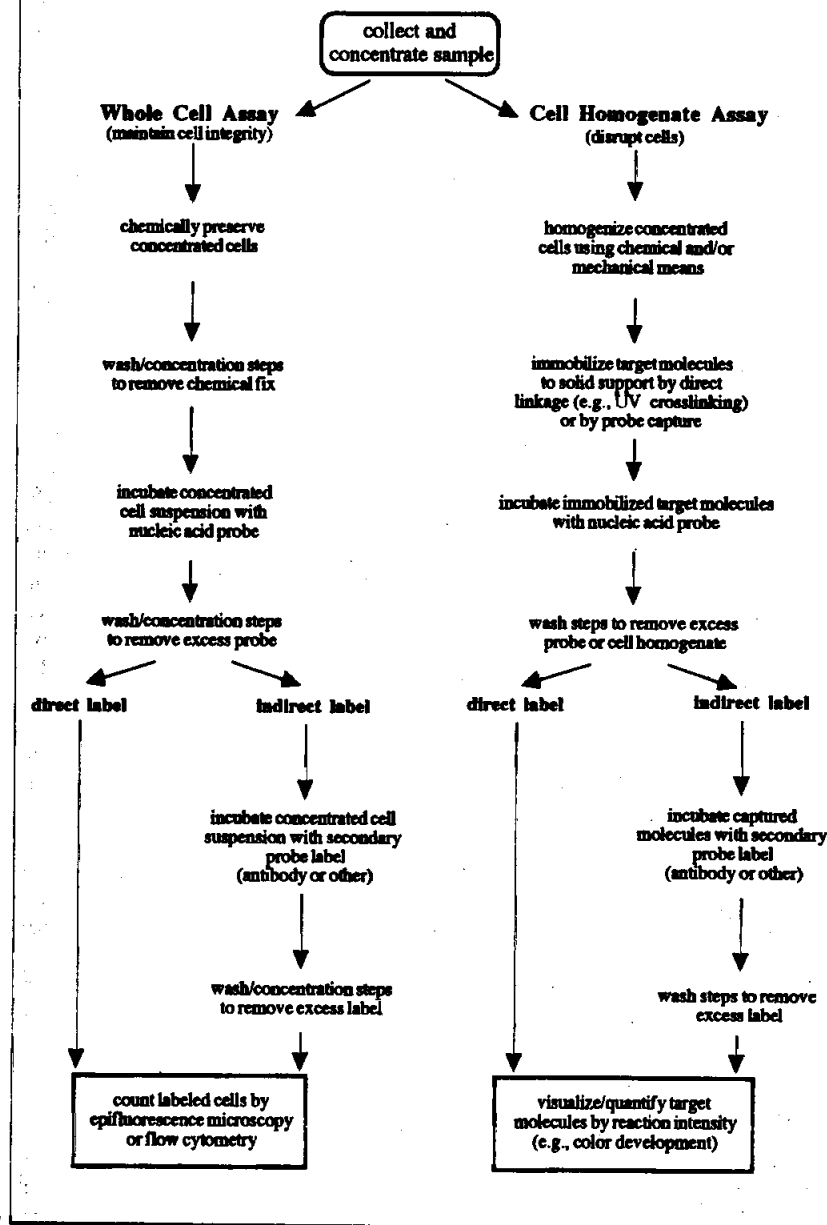 collect and
concentrate sample
Whole Cell Assay
(maintain cell integrity)
chemically preserve
concentrated cells
wash/concentration steps
to remove chemical fix
incubate concentrated
cell suspension with
nucleic acid probe
wash/concentration steps
to remove excess probe
direct label
indirect label
incubate concentrated cell
suspension with secondary
probe label
(antibody or other)
wash/concentration steps
to remove excess label
count labeled cells by
epifluorescence microscopy
or flow cytometry
Cell Homogenate Assay
(disrupt cells)
homogenize concentrated
cells using chemical and/or
mechanical means
immobilize target molecules
to solid support by direct
linkage (e.g., UV crosslinking)
or by probe capture
incubate immobilized target molecules
with nucleic acid probe
wash steps to remove excess
probe or cell homogenate
direct label
indirect label
incubate captured
molecules with secondary
probe label
(antibody or other)
wash steps to remove
excess label
visualize/quantify target
molecules by reaction intensity
(e.g., color development)